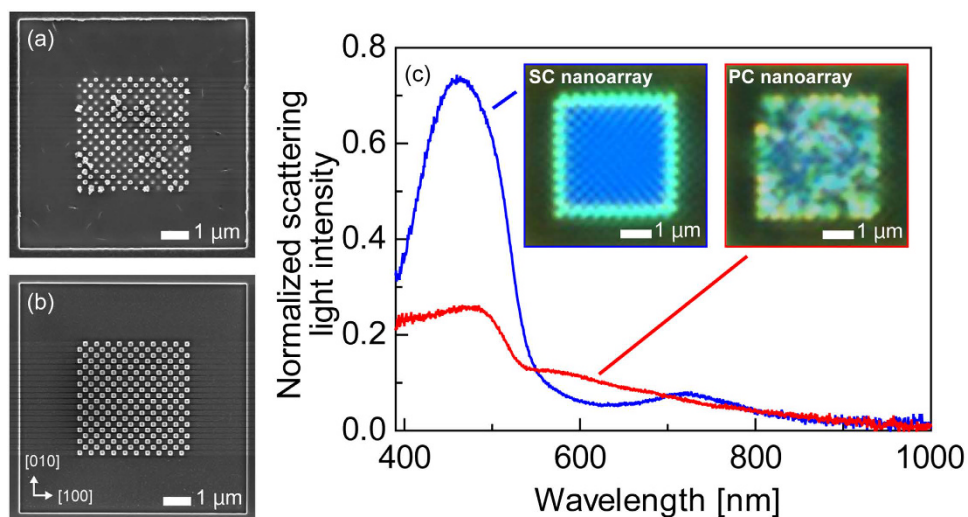 (a)
1 μm
(b)
[010]
[100]
1 μm
(c)
SC nanoarray
1 μm
PC nanoarray
1 μm
Normalized scattering
light intensity
0.8
0.6
0.4
0.2
0.0
400
600
800
1000
Wavelength [nm]